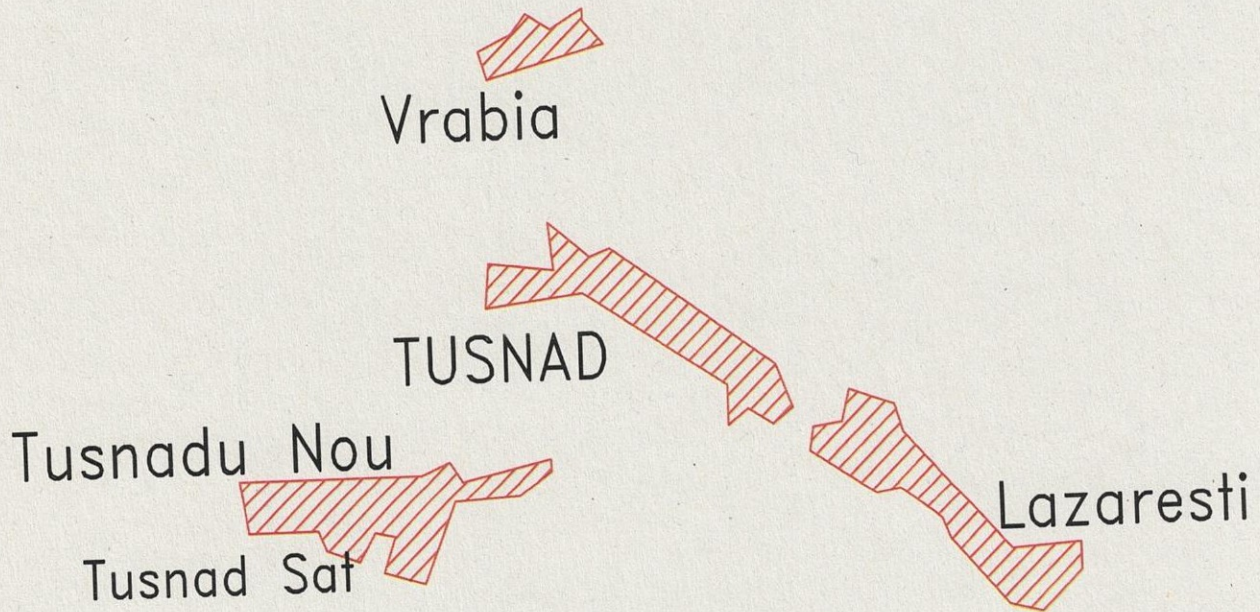 Vrabia
TUSNAD
Tusnadu Nou
Lazaresti
Tusnad Sat